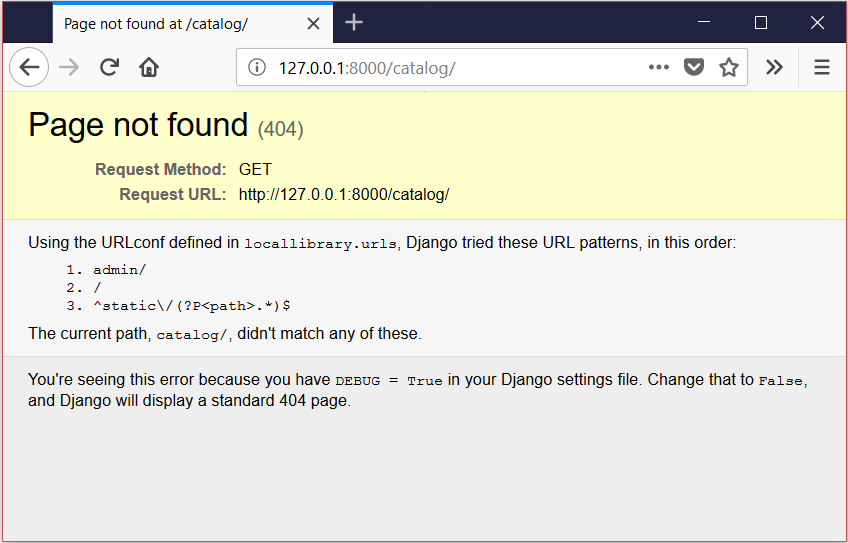 Page not found at /catalog/
127.0.0.1:8000/catalog/
Page not found (404)
Request Method: GET
Request URL: http://127.0.0.1:8000/catalog/
Using the URLconf defined in locallibrary.urls, Django tried these URL patterns, in this order:
1. admin/
2. /
3. ^static\/(?P<path>.*)$
The current path, catalog/, didn't match any of these.
You're seeing this error because you have DEBUG = True in your Django settings file. Change that to False,
and Django will display a standard 404 page.